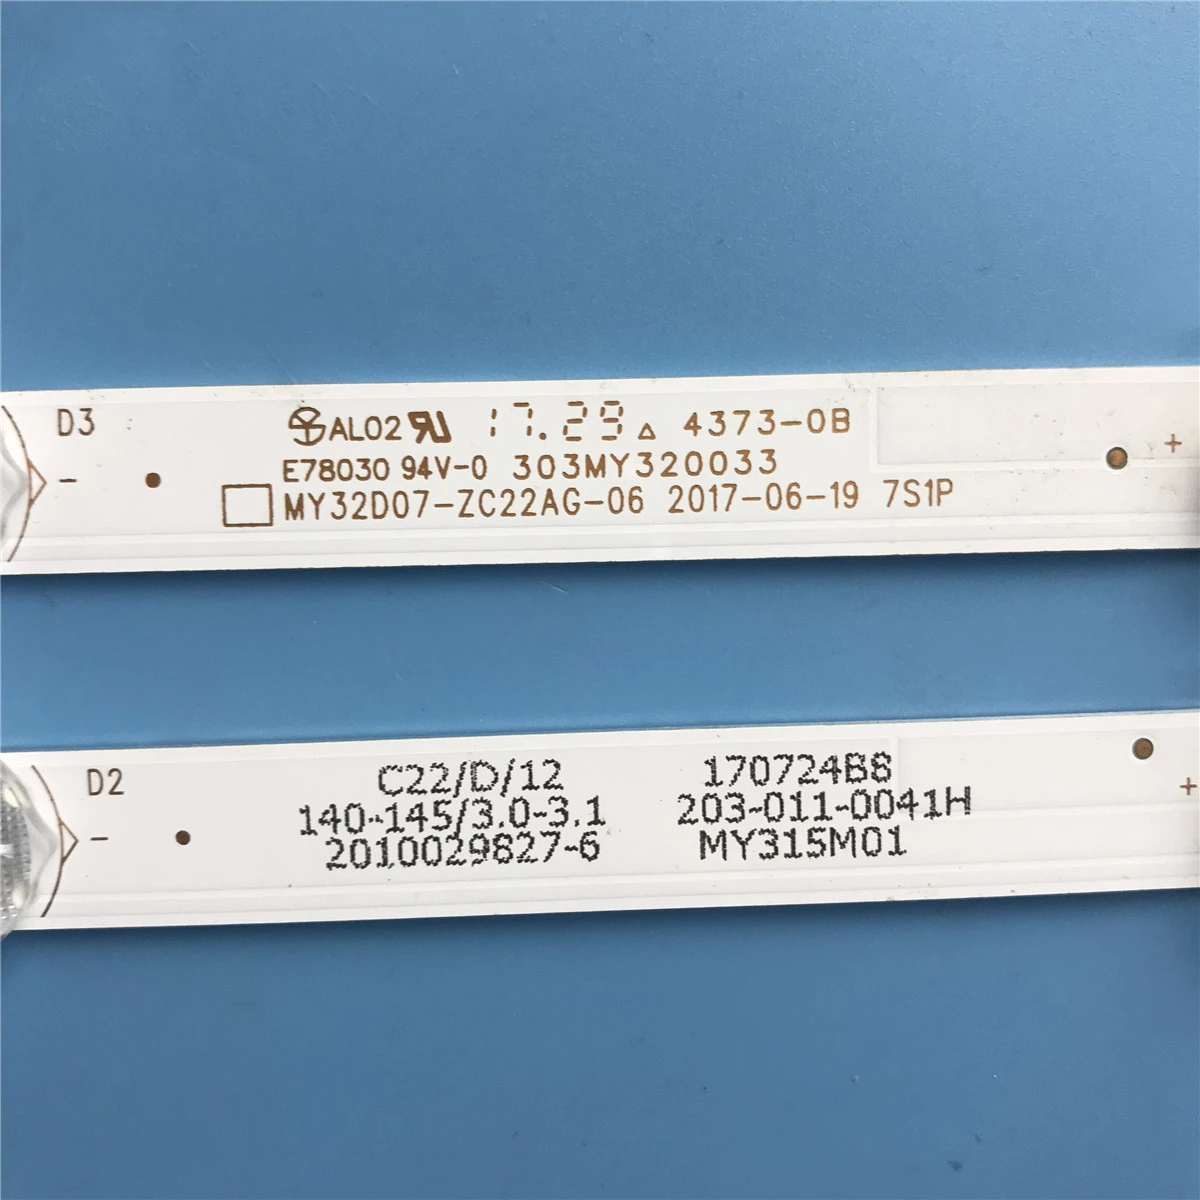 D3
AL02 RU 17.29 △ 4373-0B
E78030 94V-0 303MY320033
MY32D07-ZC22AG-06 2017-06-19 7S1P
- +
D2
C22/D/12 170724B8
140-145/3.0-3.1 203-011-0041H
2010029827-6 MY315M01
- +